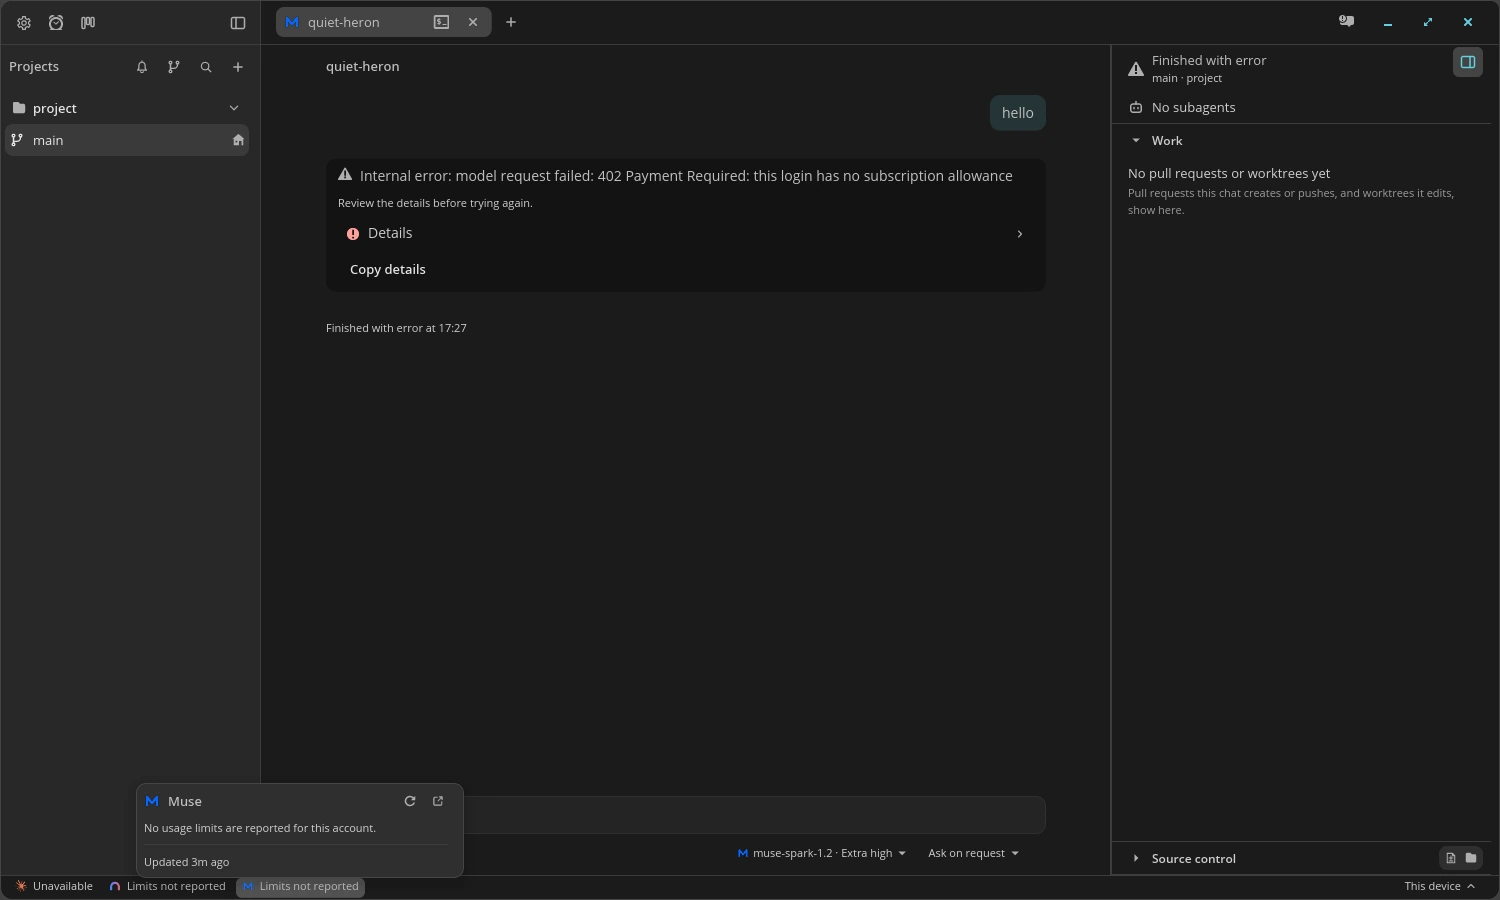 quiet-heron
Projects
project
main
quiet-heron
hello
Internal error: model request failed: 402 Payment Required: this login has no subscription allowance
Review the details before trying again.
Details
Copy details
Finished with error at 17:27
Finished with error
main · project
No subagents
Work
No pull requests or worktrees yet
Pull requests this chat creates or pushes, and worktrees it edits,
show here.
Muse
No usage limits are reported for this account.
Updated 3m ago
muse-spark-1.2 · Extra high
Ask on request
Source control
Unavailable
Limits not reported
Limits not reported
This device